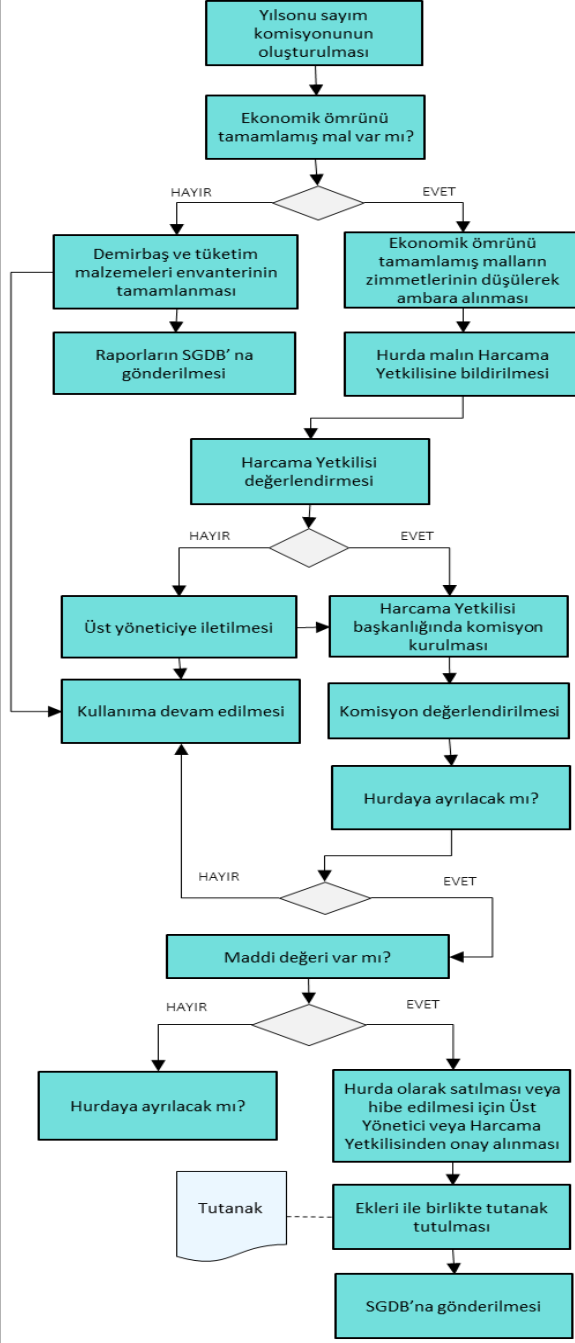 Yılsonu sayım
komisyonunun
oluşturulması
Ekonomik ömrünü
tamamlamış mal var mı?
HAYIR
EVET
Demirbaş ve tüketim
malzemeleri envanterinin
tamamlanması
Ekonomik ömrünü
tamamlamış malların
zimmetlerinin düşülerek
ambara alınması
Raporların SGDB’ na
gönderilmesi
Hurda malın Harcama
Yetkilisine bildirilmesi
Harcama Yetkilisi
değerlendirmesi
HAYIR
EVET
Üst yöneticiye iletilmesi
Harcama Yetkilisi
başkanlığında komisyon
kurulması
Kullanıma devam edilmesi
Komisyon değerlendirilmesi
Hurdaya ayrılacak mı?
HAYIR
EVET
Maddi değeri var mı?
HAYIR
EVET
Hurdaya ayrılacak mı?
Hurda olarak satılması veya
hibe edilmesi için Üst
Yönetici veya Harcama
Yetkilisinden onay alınması
Tutanak
Ekleri ile birlikte tutanak
tutulması
SGDB’na gönderilmesi